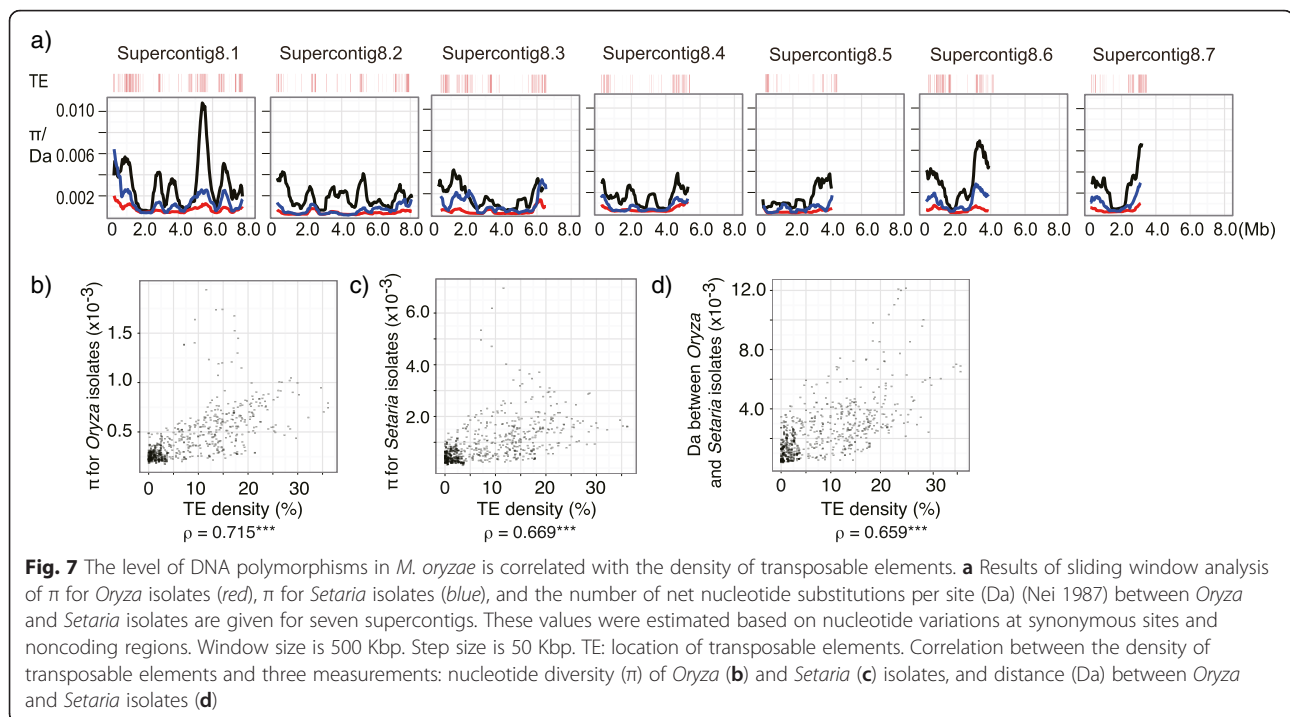 a)
Supercontig8.1 Supercontig8.2 Supercontig8.3 Supercontig8.4 Supercontig8.5 Supercontig8.6 Supercontig8.7
TE
0.010
π/
Da 0.006
0.002
0 2.0 4.0 6.0 8.0 0 2.0 4.0 6.0 8.0 0 2.0 4.0 6.0 8.0 0 2.0 4.0 6.0 8.0 0 2.0 4.0 6.0 8.0 0 2.0 4.0 6.0 8.0 0 2.0 4.0 6.0 8.0 (Mb)
b)
π for Oryza isolates (x10-3)
1.5
1.0
0.5
0 10 20 30
TE density (%)
ρ = 0.715***
c)
π for Setaria isolates (x10-3)
6.0
4.0
2.0
0 10 20 30
TE density (%)
ρ = 0.669***
d)
Da between Oryza
and Setaria isolates (x10-3)
12.0
8.0
4.0
0 10 20 30
TE density (%)
ρ = 0.659***
Fig. 7 The level of DNA polymorphisms in M. oryzae is correlated with the density of transposable elements. a Results of sliding window analysis
of π for Oryza isolates (red), π for Setaria isolates (blue), and the number of net nucleotide substitutions per site (Da) (Nei 1987) between Oryza
and Setaria isolates are given for seven supercontigs. These values were estimated based on nucleotide variations at synonymous sites and
noncoding regions. Window size is 500 Kbp. Step size is 50 Kbp. TE: location of transposable elements. Correlation between the density of
transposable elements and three measurements: nucleotide diversity (π) of Oryza (b) and Setaria (c) isolates, and distance (Da) between Oryza
and Setaria isolates (d)